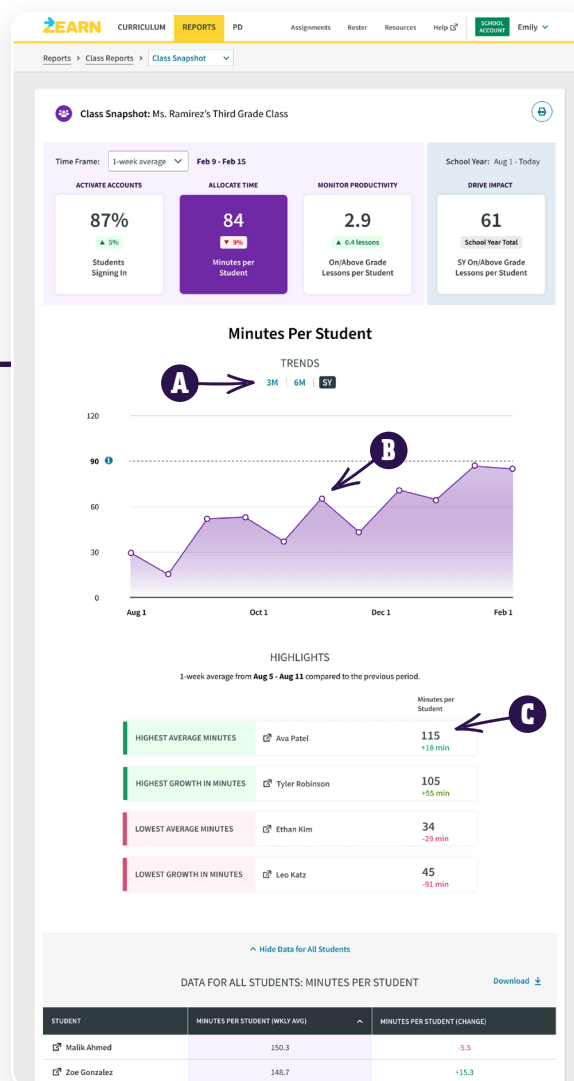 ZEARN CURRICULUM REPORTS PD Assignments Roster Resources Help SCHOOL ACCOUNT Emily
Reports > Class Reports > Class Snapshot
Class Snapshot: Ms. Ramirez's Third Grade Class
Time Frame: 1-week average Feb 9 - Feb 15
School Year: Aug 1 - Today
ACTIVATE ACCOUNTS
87%
▲ 5%
Students
Signing In
ALLOCATE TIME
84
▼ 9%
Minutes per
Student
MONITOR PRODUCTIVITY
2.9
▲ 0.4 lessons
On/Above Grade
Lessons per Student
DRIVE IMPACT
61
School Year Total
SY On/Above Grade
Lessons per Student
Minutes Per Student
TRENDS
A
3M | 6M | SY
120
90
B
60
30
0
Aug 1 Oct 1 Dec 1 Feb 1
HIGHLIGHTS
1-week average from Aug 5 - Aug 11 compared to the previous period.
Minutes per
Student
C
HIGHEST AVERAGE MINUTES Ava Patel 115
+18 min
HIGHEST GROWTH IN MINUTES Tyler Robinson 105
+55 min
LOWEST AVERAGE MINUTES Ethan Kim 34
-29 min
LOWEST GROWTH IN MINUTES Leo Katz 45
-91 min
Hide Data for All Students
DATA FOR ALL STUDENTS: MINUTES PER STUDENT Download
STUDENT MINUTES PER STUDENT (WKLY AVG) MINUTES PER STUDENT (CHANGE)
Malik Ahmed 150.3 -5.5
Zoe Gonzalez 148.7 +15.3